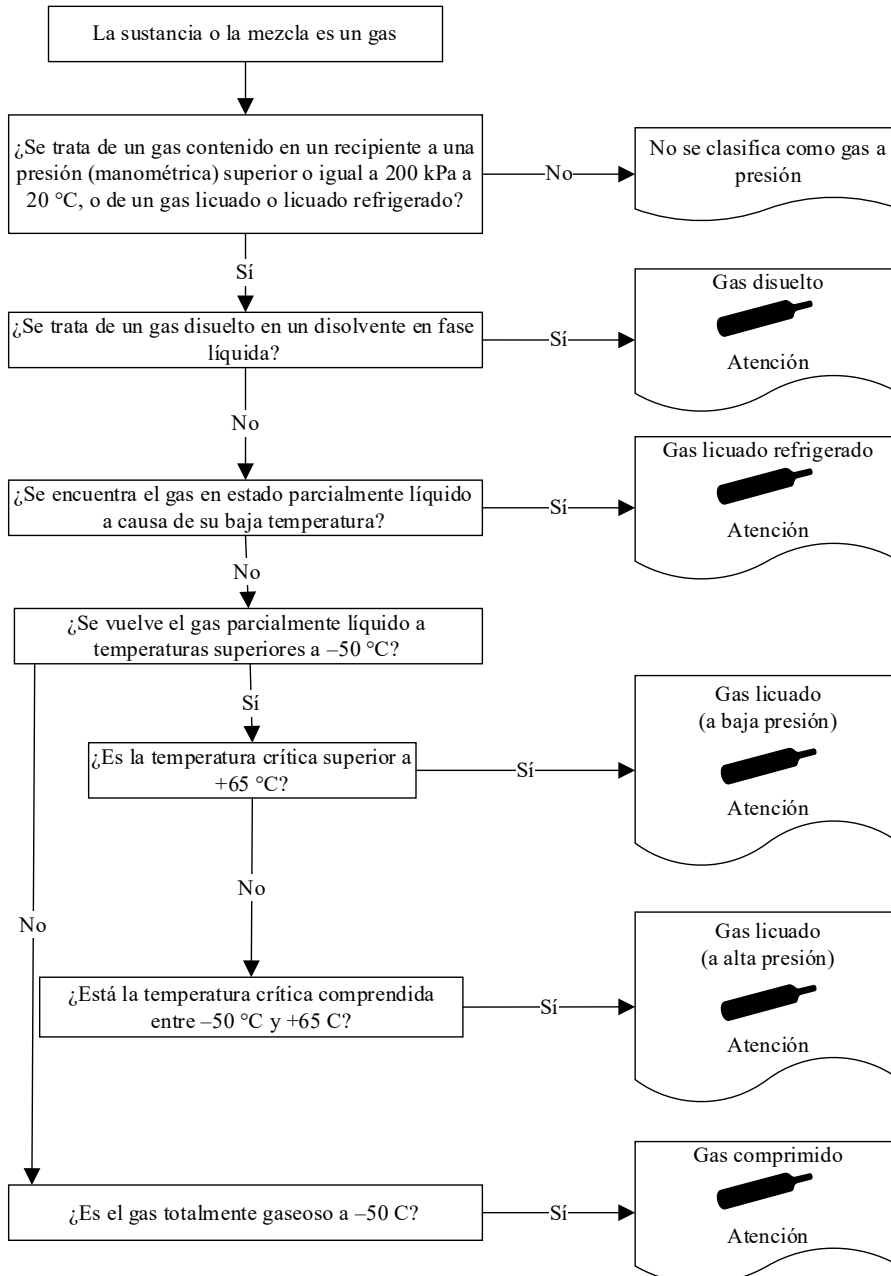 La sustancia o la mezcla es un gas
¿Se trata de un gas contenido en un recipiente a una
presión (manométrica) superior o igual a 200 kPa a
20 °C, o de un gas licuado o licuado refrigerado?
No
No se clasifica como gas a
presión
Sí
¿Se trata de un gas disuelto en un disolvente en fase
líquida?
Sí
Gas disuelto
Atención
No
¿Se encuentra el gas en estado parcialmente líquido
a causa de su baja temperatura?
Sí
Gas licuado refrigerado
Atención
No
¿Se vuelve el gas parcialmente líquido a
temperaturas superiores a –50 °C?
Sí
¿Es la temperatura crítica superior a
+65 °C?
Sí
Gas licuado
(a baja presión)
Atención
No
No
¿Está la temperatura crítica comprendida
entre –50 °C y +65 C?
Sí
Gas licuado
(a alta presión)
Atención
¿Es el gas totalmente gaseoso a –50 C?
Sí
Gas comprimido
Atención